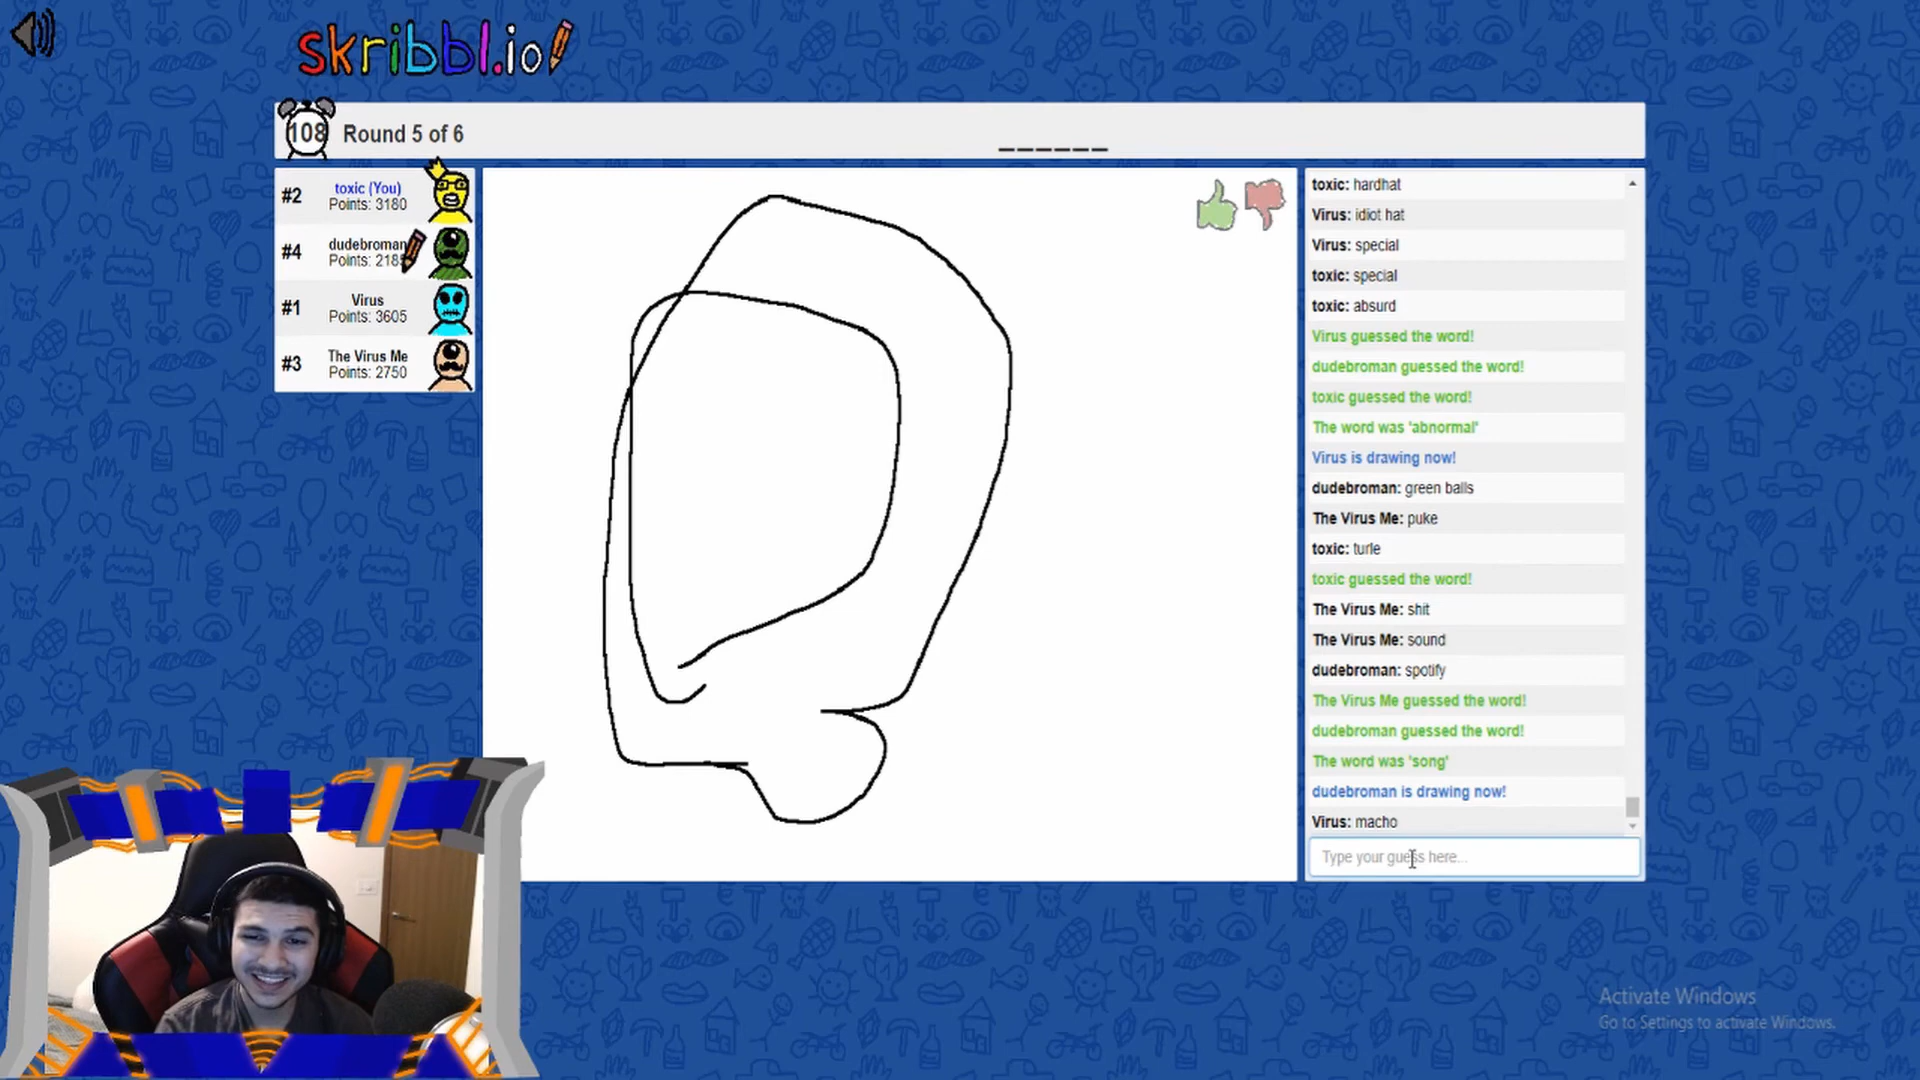 skribbl.io
108 Round 5 of 6 ______
#2 toxic (You)
Points: 3180
#4 dudebroman
Points: 2185
#1 Virus
Points: 3605
#3 The Virus Me
Points: 2750
toxic: hardhat
Virus: idiot hat
Virus: special
toxic: special
toxic: absurd
Virus guessed the word!
dudebroman guessed the word!
toxic guessed the word!
The word was 'abnormal'
Virus is drawing now!
dudebroman: green balls
The Virus Me: puke
toxic: turle
toxic guessed the word!
The Virus Me: shit
The Virus Me: sound
dudebroman: spotify
The Virus Me guessed the word!
dudebroman guessed the word!
The word was 'song'
dudebroman is drawing now!
Virus: macho
Type your guess here...
Activate Windows
Go to Settings to activate Windows.